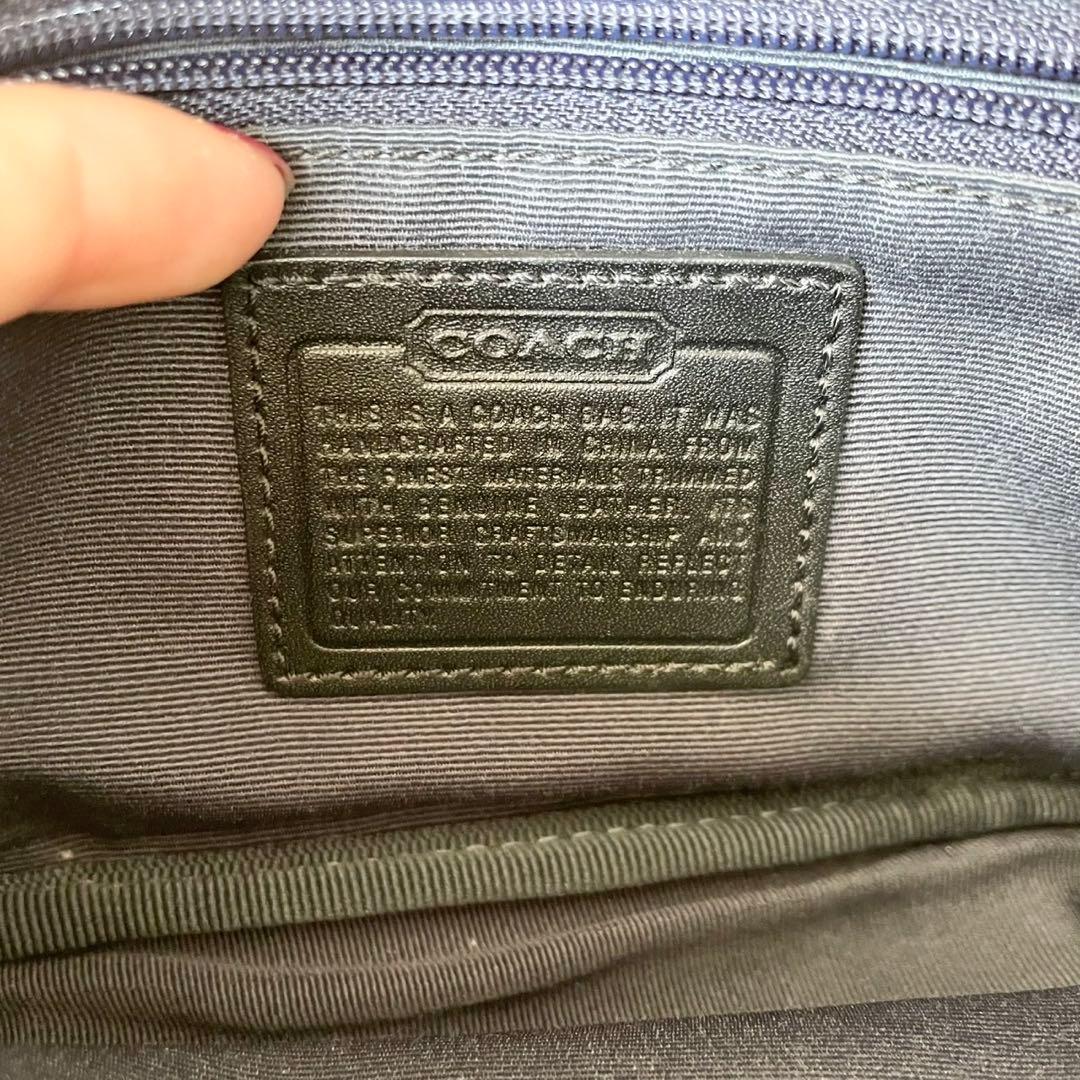 COACH
THIS IS A COACH BAG. IT WAS
HANDCRAFTED IN CHINA FROM
THE FINEST MATERIALS TRIMMED
WITH GENUINE LEATHER. ITS
SUPERIOR CRAFTSMANSHIP AND
ATTENTION TO DETAIL REFLECT
OUR COMMITMENT TO ENDURING
QUALITY.